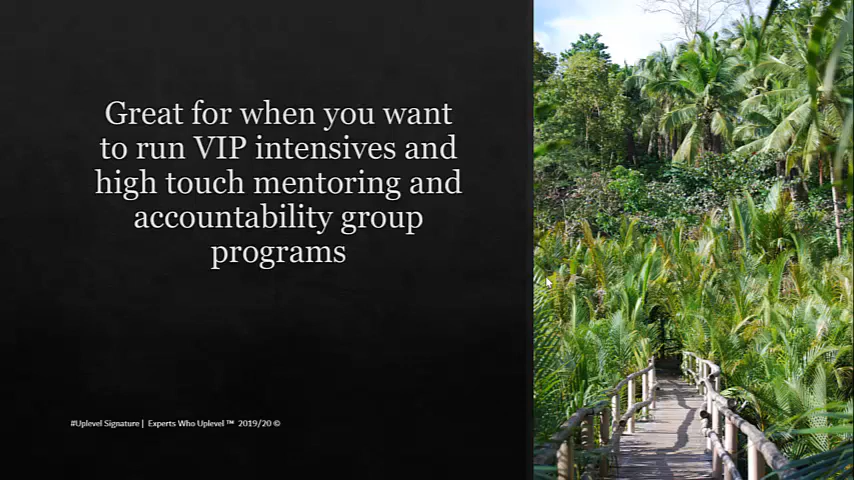 Great for when you want
to run VIP intensives and
high touch mentoring and
accountability group
programs
#Uplevel Signature | Experts Who Uplevel ™ 2019/20 ©